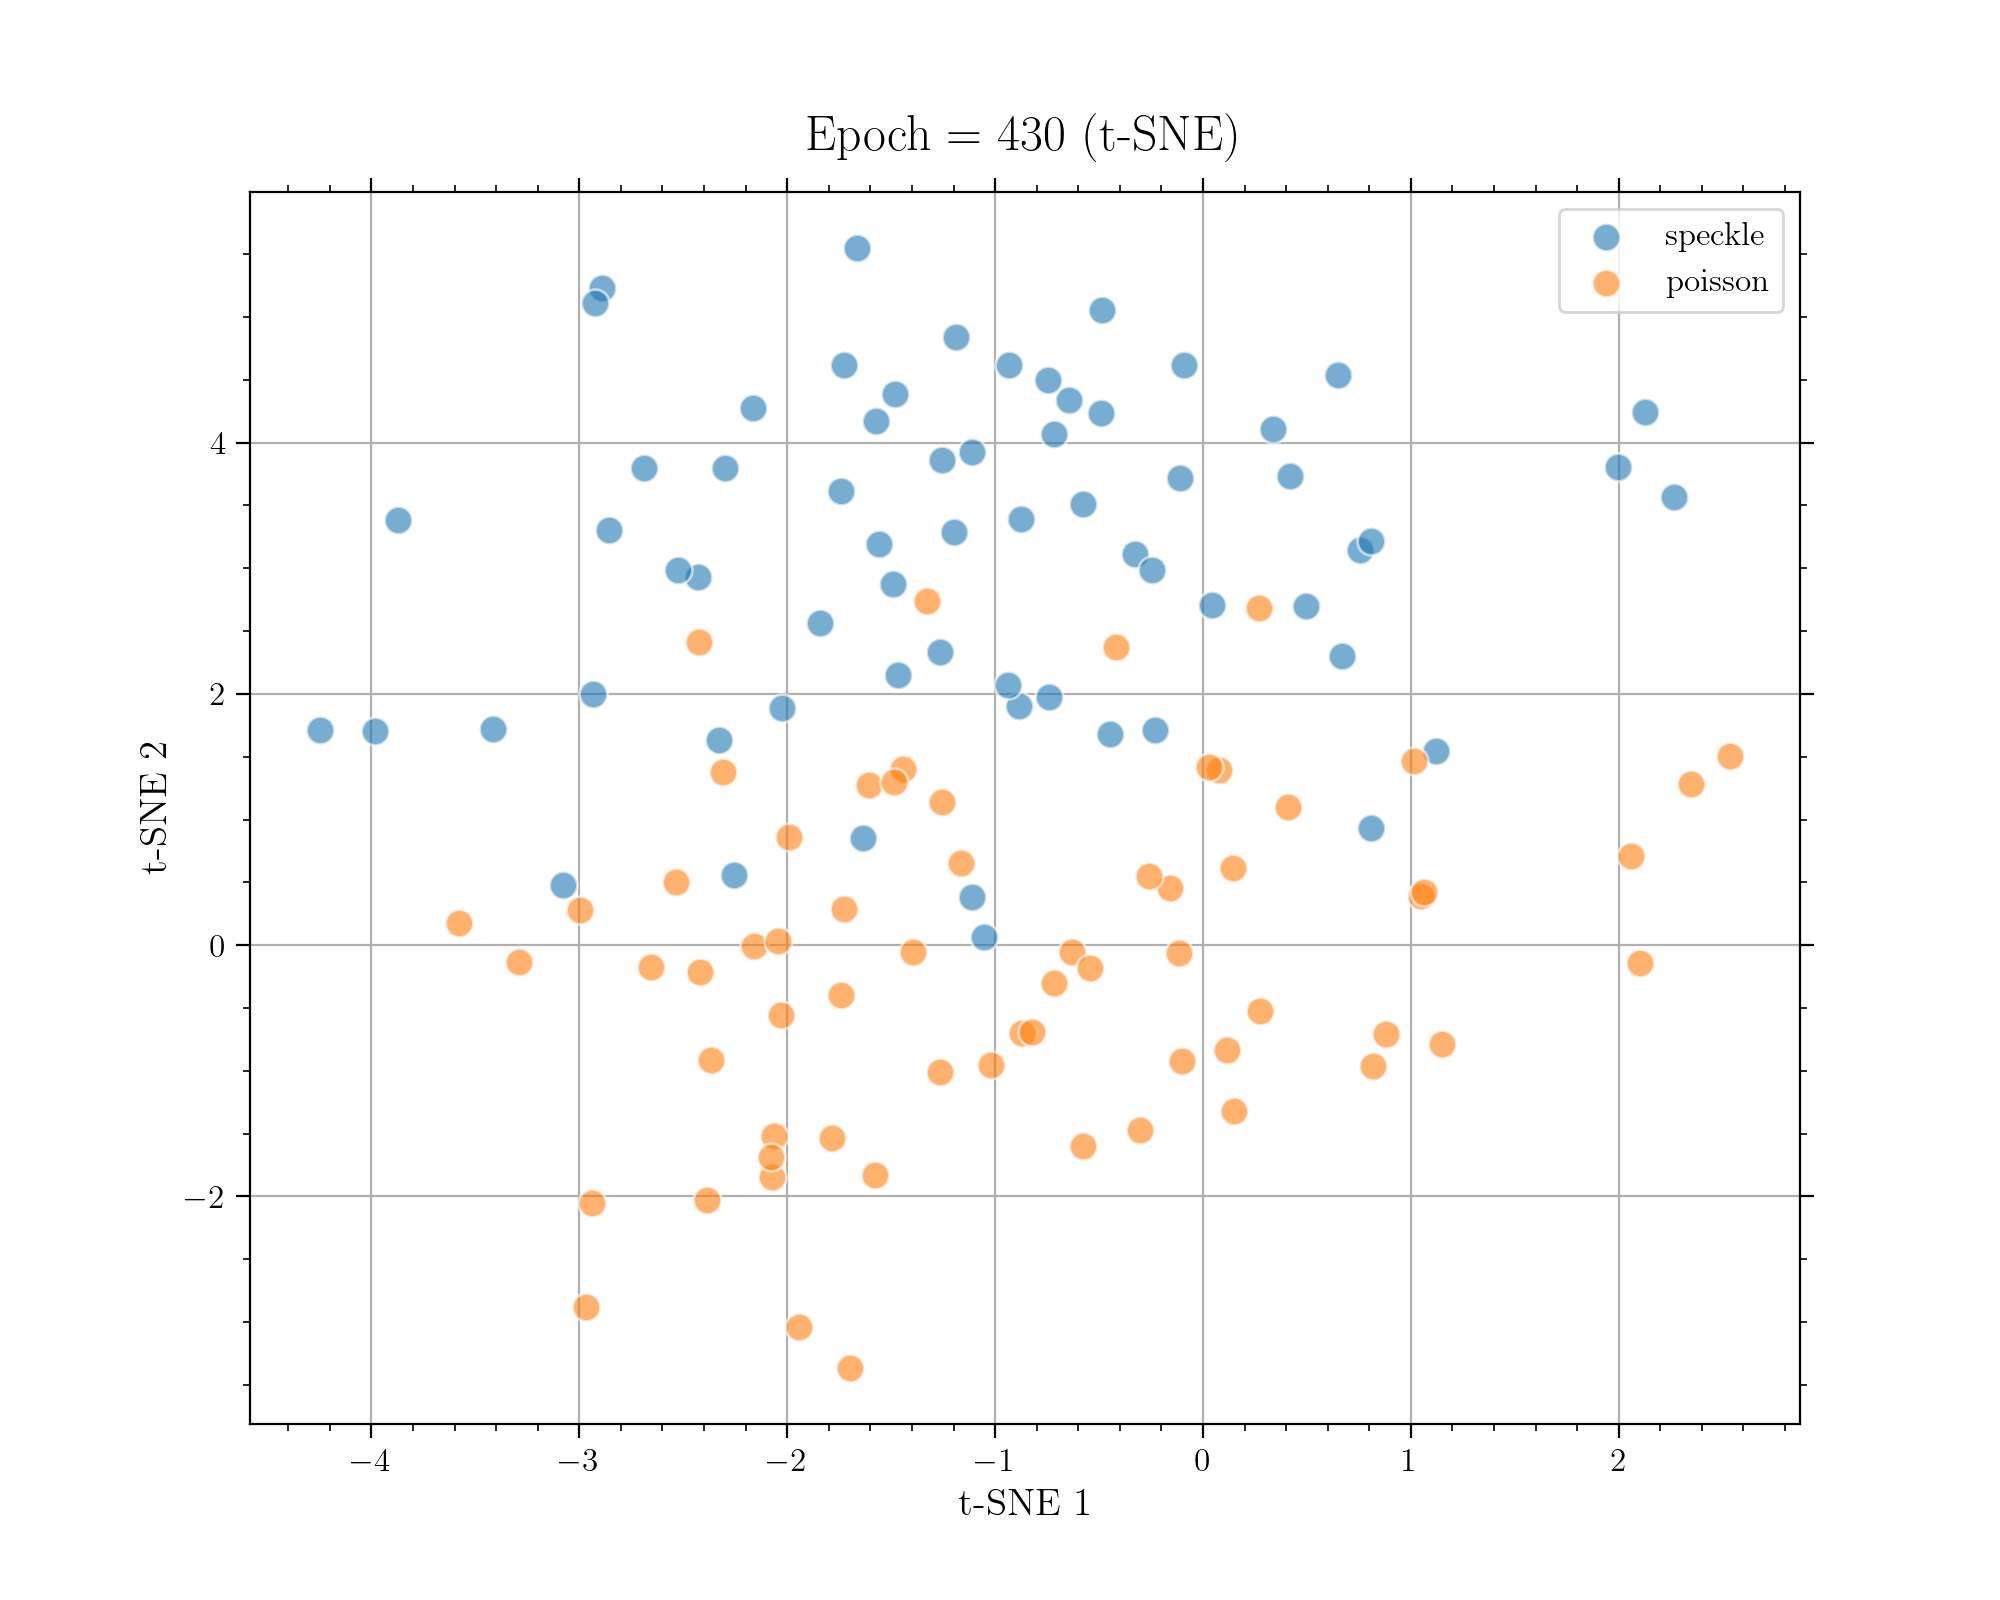 Epoch = 430 (t-SNE)
speckle
poisson
4
2
0
−2
t-SNE 2
−4 −3 −2 −1 0 1 2
t-SNE 1